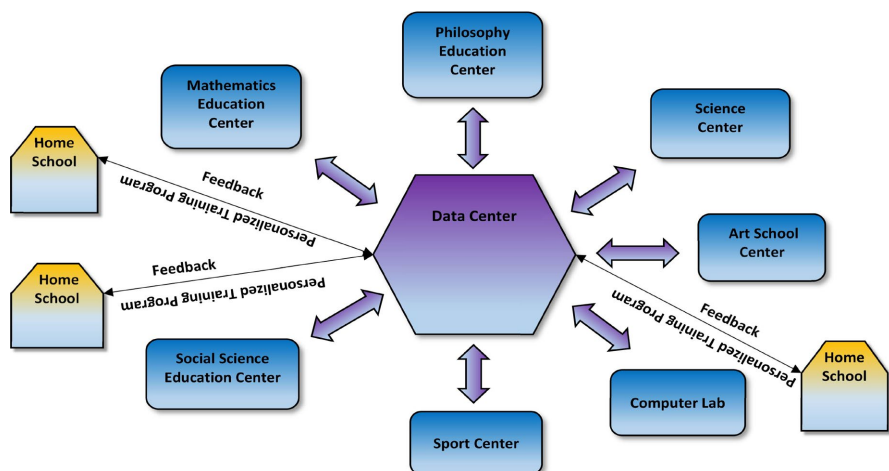 Philosophy
Education
Center
Mathematics
Education
Center
Science
Center
Home
School
Feedback
Personalized Training Program
Data Center
Art School
Center
Home
School
Feedback
Personalized Training Program
Feedback
Personalized Training Program
Home
School
Social Science
Education Center
Computer Lab
Sport Center